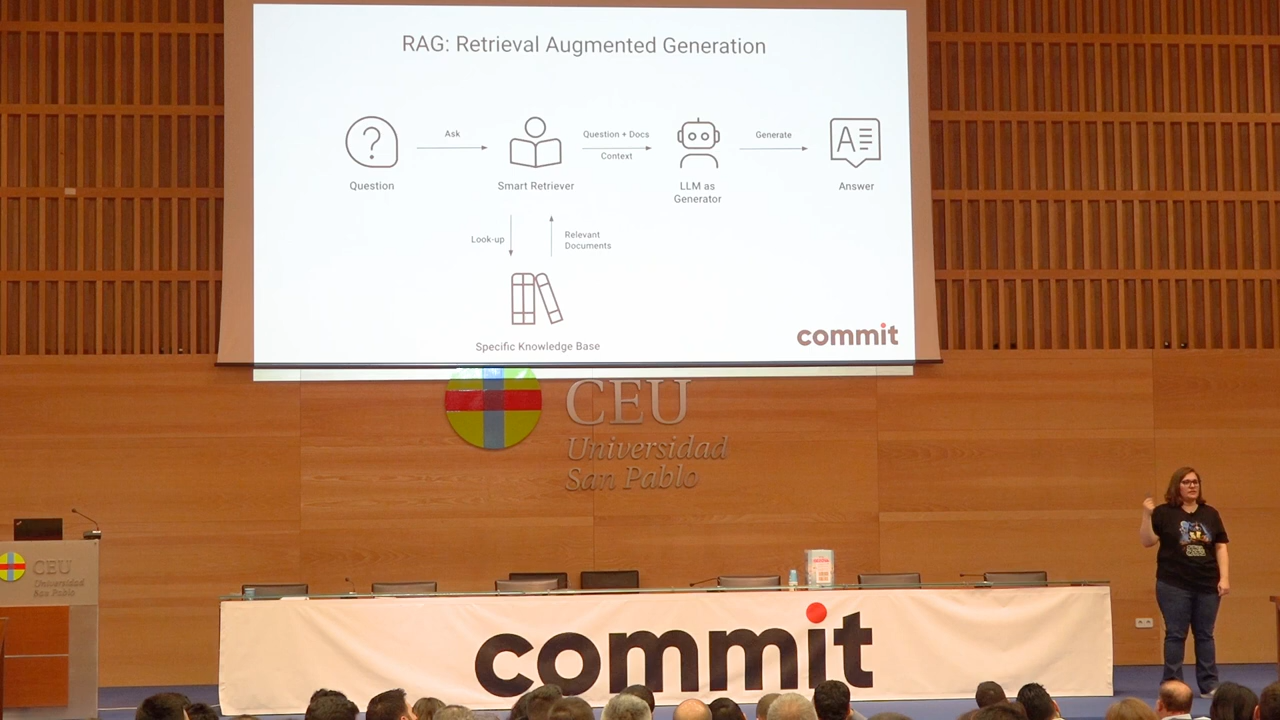 RAG: Retrieval Augmented Generation
Ask
Question + Docs
Context
Generate
Question
Smart Retriever
LLM as
Generator
Answer
Look-up
Relevant
Documents
Specific Knowledge Base
commit
CEU
Universidad
San Pablo
CEU
Universidad
San Pablo
commit